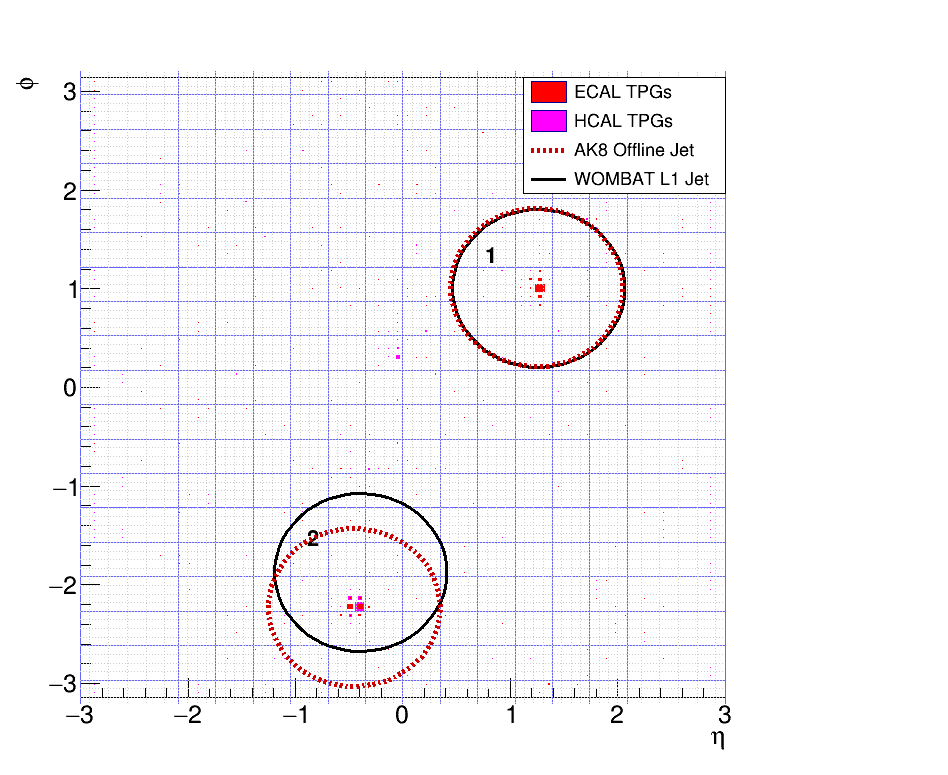 ϕ
3
2
1
0
−1
−2
−3
ECAL TPGs
HCAL TPGs
AK8 Offline Jet
WOMBAT L1 Jet
1
2
−3 −2 −1 0 1 2 3
η